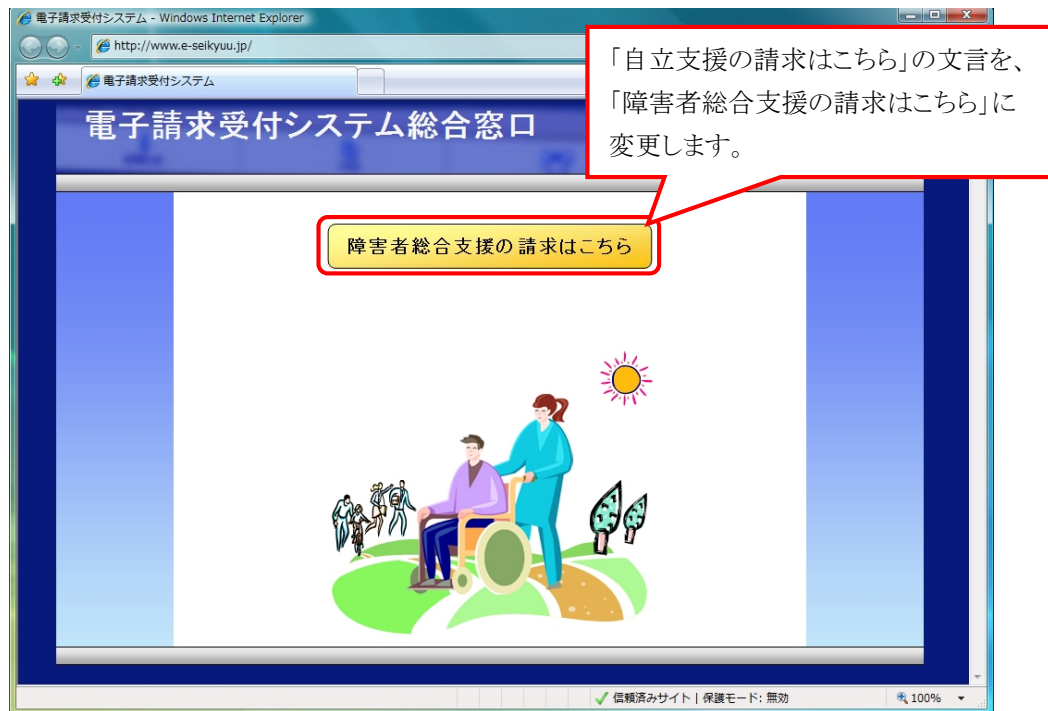 電子請求受付システム - Windows Internet Explorer
http://www.e-seikyuu.jp/
電子請求受付システム
「自立支援の請求はこちら」の文言を、
「障害者総合支援の請求はこちら」に
変更します。
電子請求受付システム総合窓口
障害者総合支援の請求はこちら
信頼済みサイト | 保護モード: 無効
100%